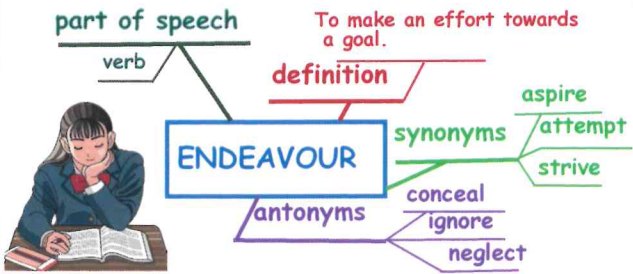 part of speech
verb
To make an effort towards
a goal.
definition
ENDEAVOUR
synonyms
aspire
attempt
strive
antonyms
conceal
ignore
neglect